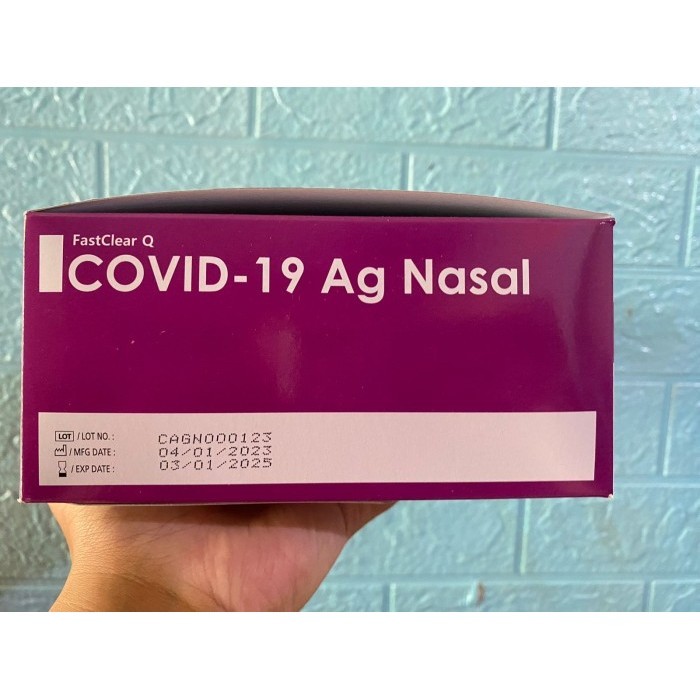 FastClear Q
COVID-19 Ag Nasal
LOT / LOT NO. : CAGN000123
/ MFG DATE : 04/01/2023
/ EXP DATE : 03/01/2025